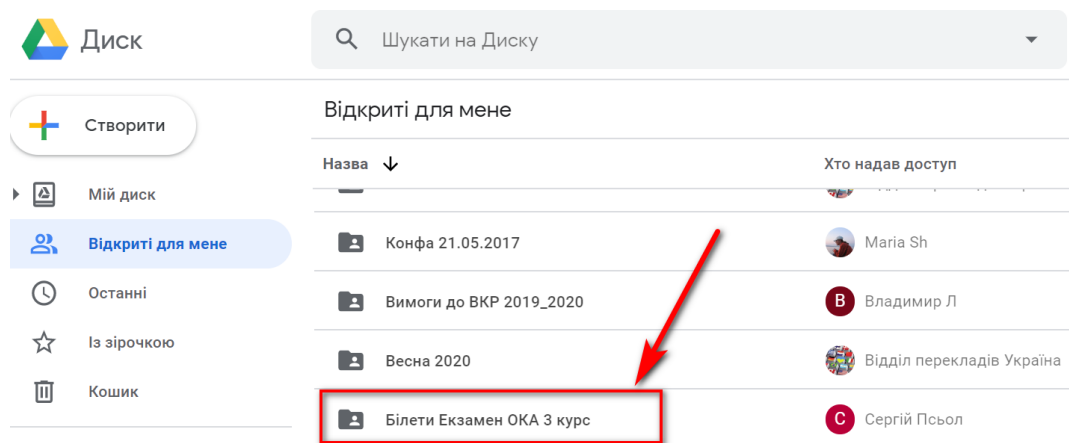 Диск
Шукати на Диску
Створити
Мій диск
Відкриті для мене
Останні
Із зірочкою
Кошик
Відкриті для мене
Назва Хто надав доступ
Конфа 21.05.2017 Maria Sh
Вимоги до ВКР 2019_2020 В Владимир Л
Весна 2020 Відділ перекладів Україна
Білети Екзамен ОКА 3 курс С Сергій Псьол